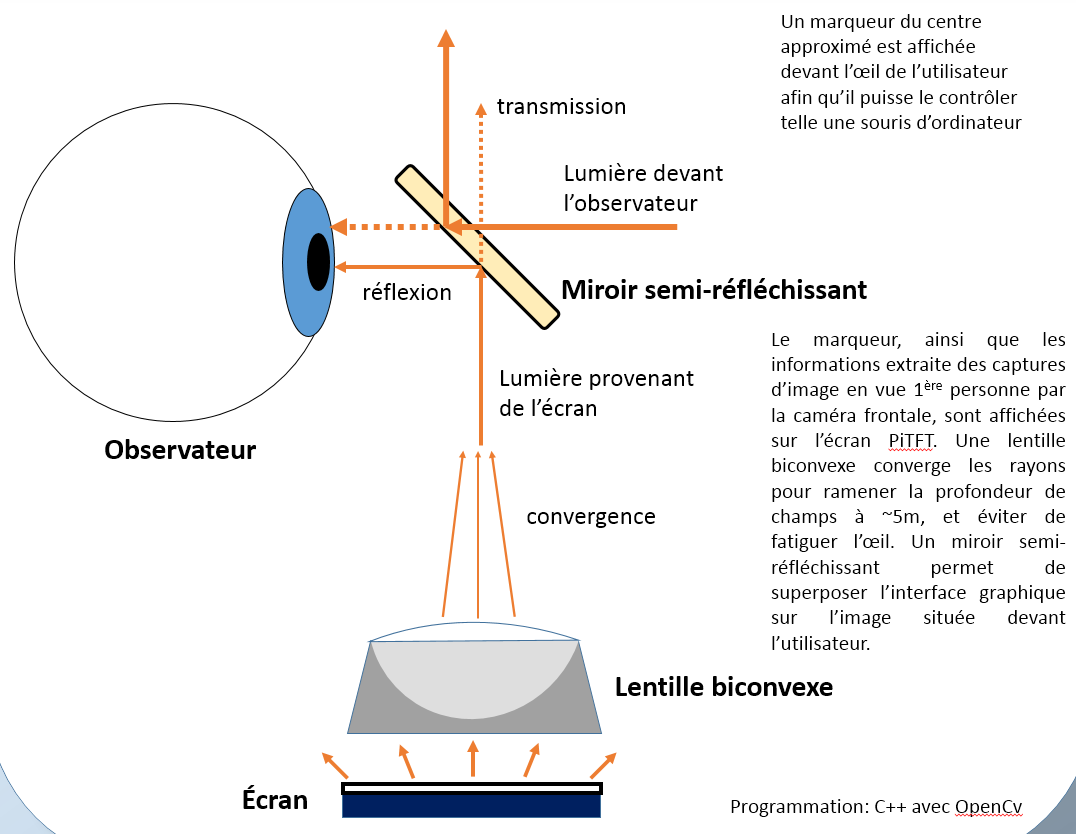 Un marqueur du centre
approximé est affichée
devant l’œil de l’utilisateur
afin qu’il puisse le contrôler
telle une souris d’ordinateur
transmission
Lumière devant
l’observateur
réflexion
Miroir semi-réfléchissant
Lumière provenant
de l’écran
Observateur
convergence
Le marqueur, ainsi que les
informations extraite des captures
d’image en vue 1ère personne par
la caméra frontale, sont affichées
sur l’écran PiTFT. Une lentille
biconvexe converge les rayons
pour ramener la profondeur de
champs à ~5m, et éviter de
fatiguer l’œil. Un miroir semi-
réfléchissant permet de
superposer l’interface graphique
sur l’image située devant
l’utilisateur.
Lentille biconvexe
Écran
Programmation: C++ avec OpenCv